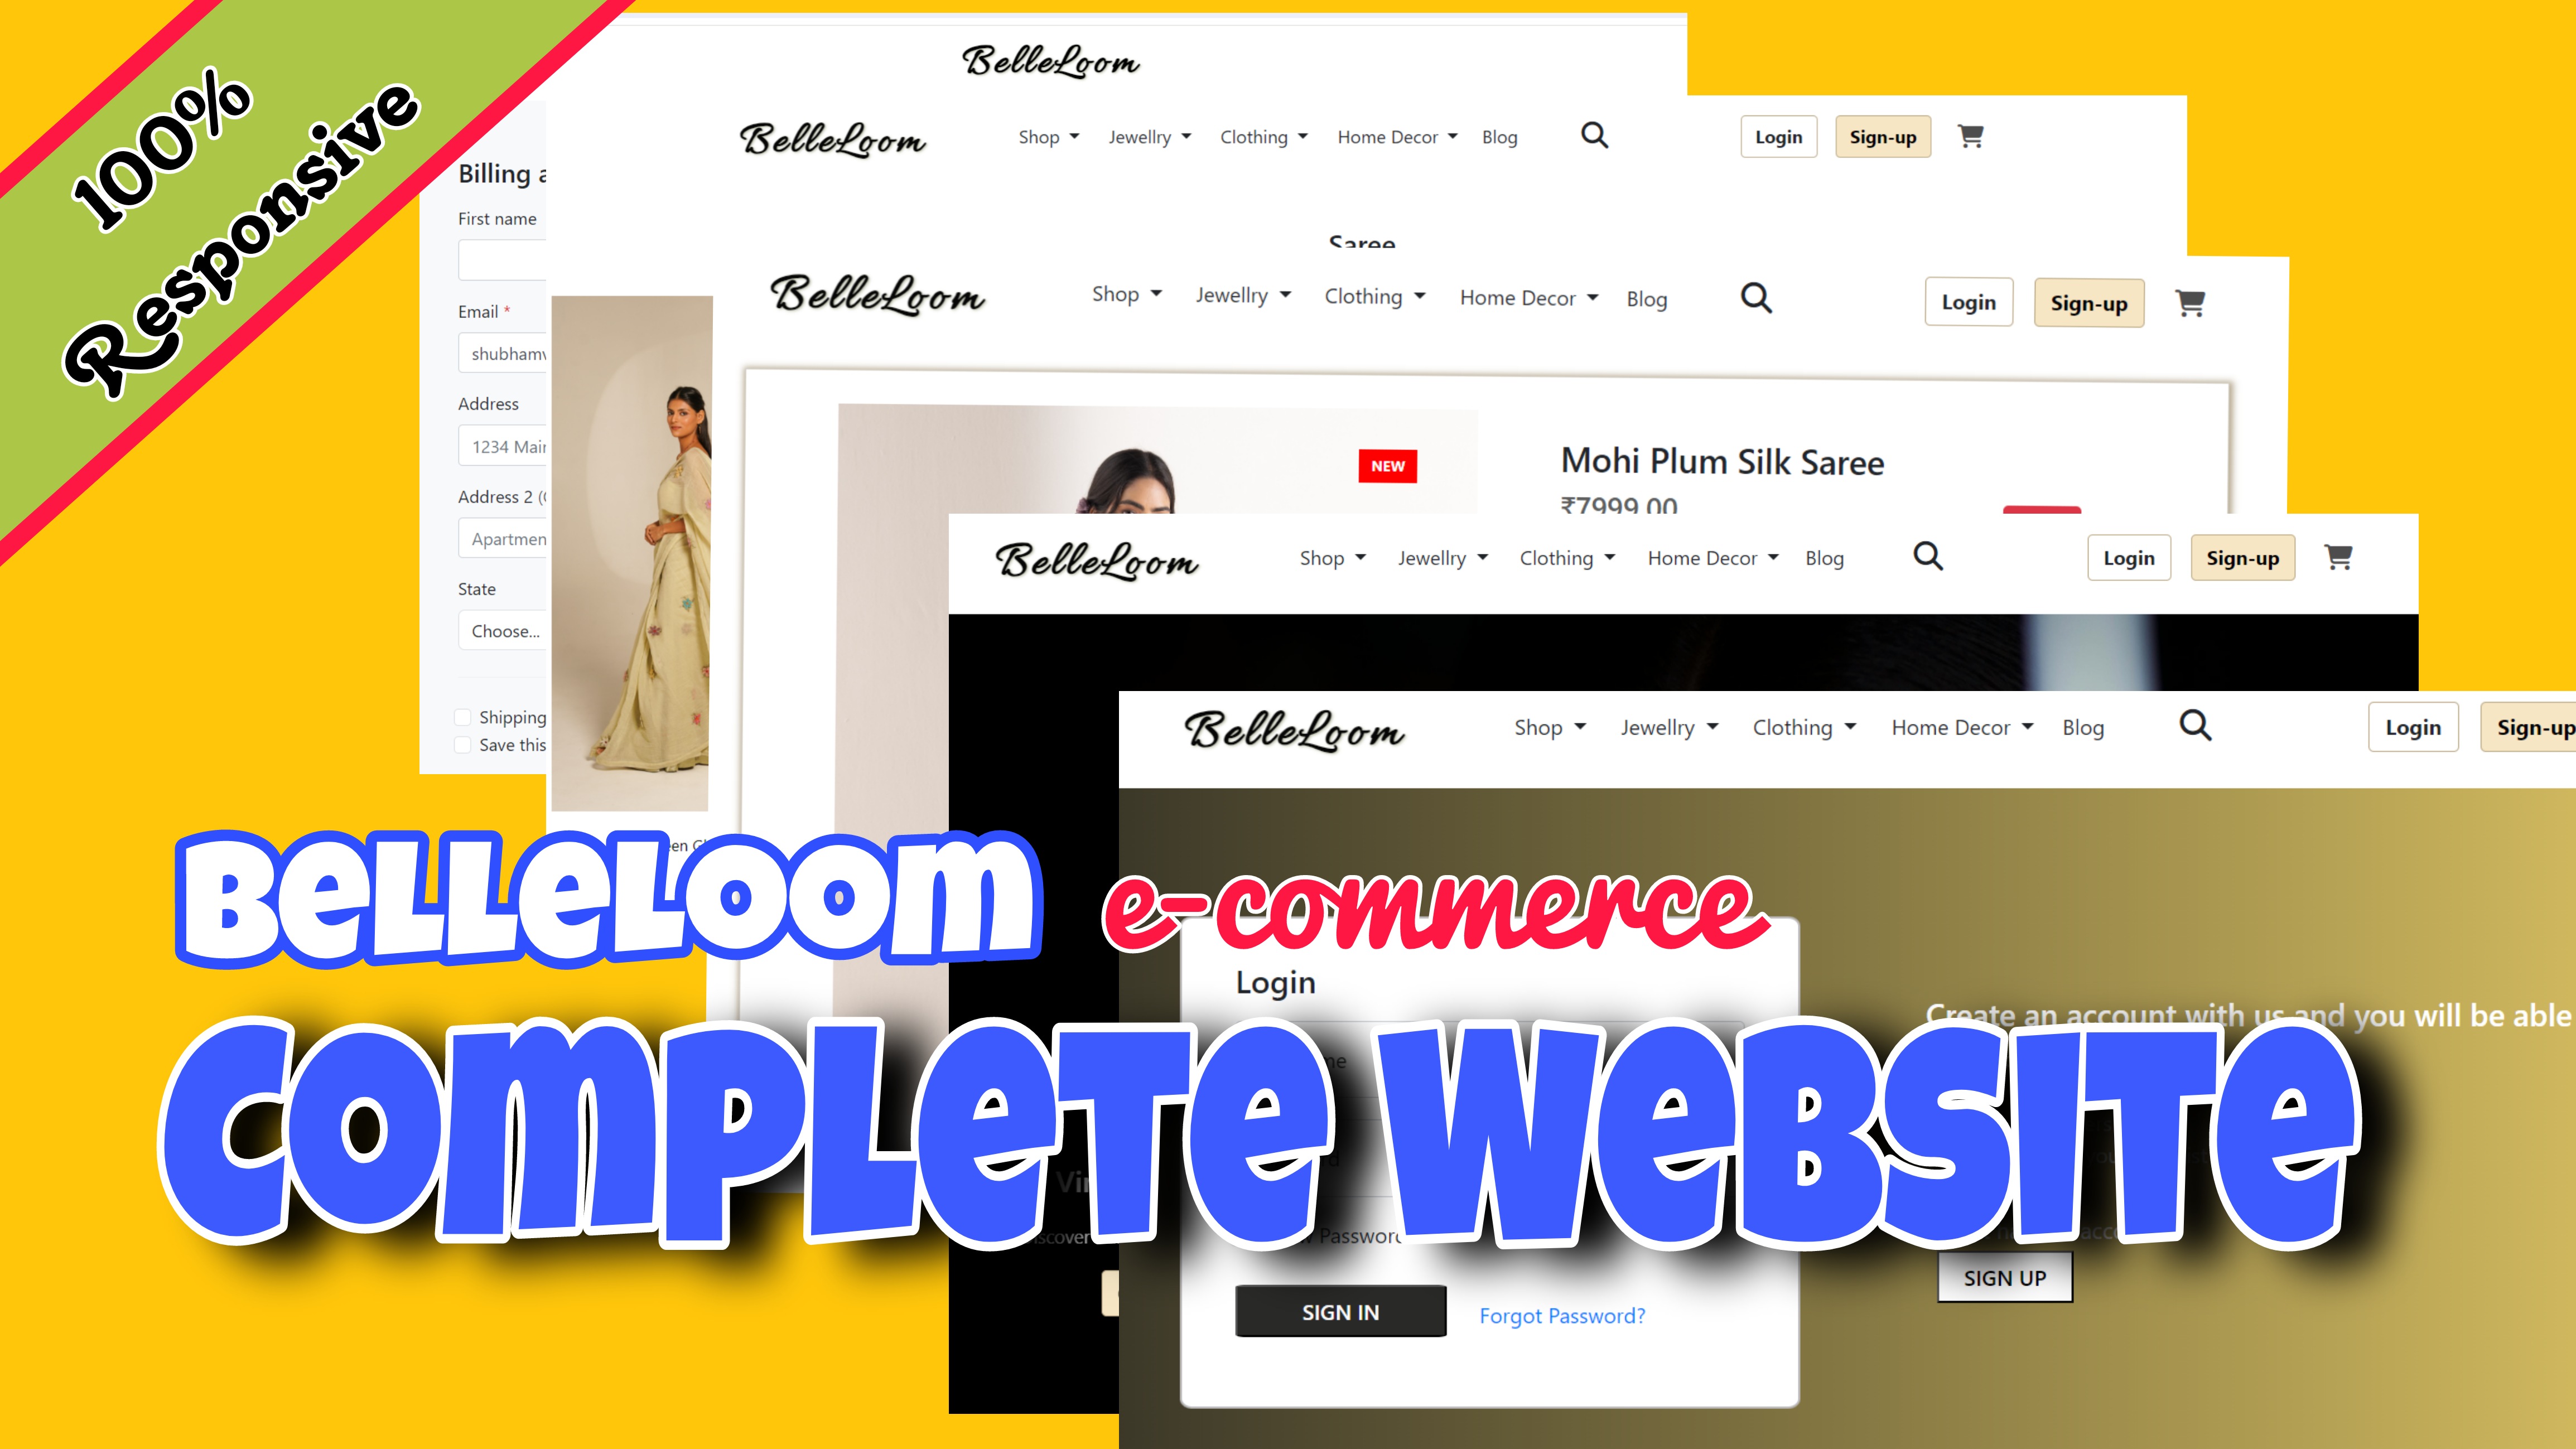 100%
Responsive
BelleLoom
BelleLoom
Shop
Jewellry
Clothing
Home Decor
Blog
Login
Sign-up
Saree
Billing
First name
Email *
Address
1234
Address 2
State
Choose...
Shipping
Save this
BelleLoom
Shop
Jewellry
Clothing
Home Decor
Blog
Login
Sign-up
NEW
Mohi Plum Silk Saree
₹7999.00
BelleLoom
Shop
Jewellry
Clothing
Home Decor
Blog
Login
Sign-up
BelleLoom
Shop
Jewellry
Clothing
Home Decor
Blog
Login
Sign-up
BELLELOOM e-commerce
Login
Create an account with us and you will be able
COMPLETE WEBSITE
Password
SIGN IN
Forgot Password?
SIGN UP